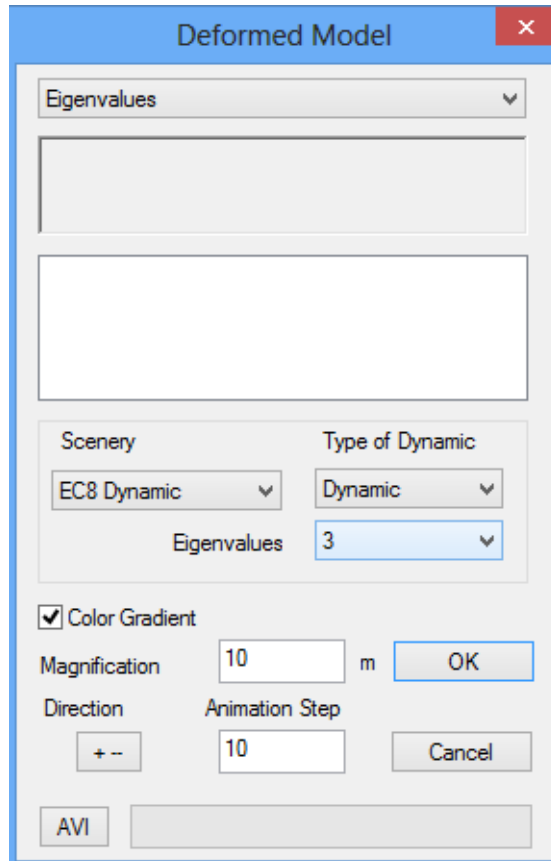 Deformed Model
Eigenvalues
Scenery Type of Dynamic
EC8 Dynamic Dynamic
Eigenvalues 3
Color Gradient
Magnification 10 m OK
Direction Animation Step
+ -- 10 Cancel
AVI